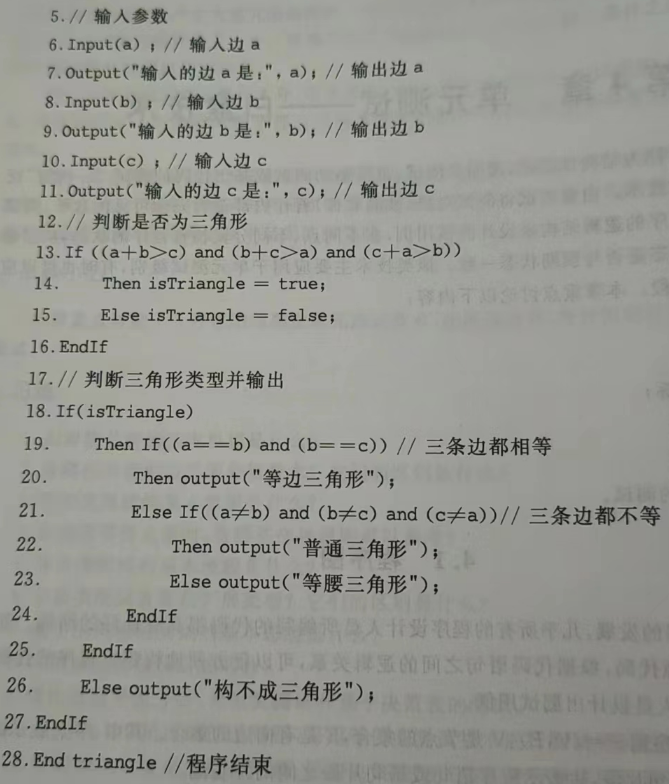 5.// 输入参数
6.Input(a) ;// 输入边 a
7.Output("输入的边 a 是:", a);// 输出边 a
8.Input(b) ;// 输入边 b
9.Output("输入的边 b 是:", b);// 输出边 b
10.Input(c) ;// 输入边 c
11.Output("输入的边 c 是:", c);// 输出边 c
12.// 判断是否为三角形
13.If ((a+b>c) and (b+c>a) and (c+a>b))
14. Then isTriangle = true;
15. Else isTriangle = false;
16.EndIf
17.// 判断三角形类型并输出
18.If(isTriangle)
19. Then If((a==b) and (b==c)) // 三条边都相等
20. Then output("等边三角形");
21. Else If((a≠b) and (b≠c) and (c≠a))// 三条边都不等
22. Then output("普通三角形");
23. Else output("等腰三角形");
24. EndIf
25. EndIf
26. Else output("构不成三角形");
27.EndIf
28.End triangle //程序结束